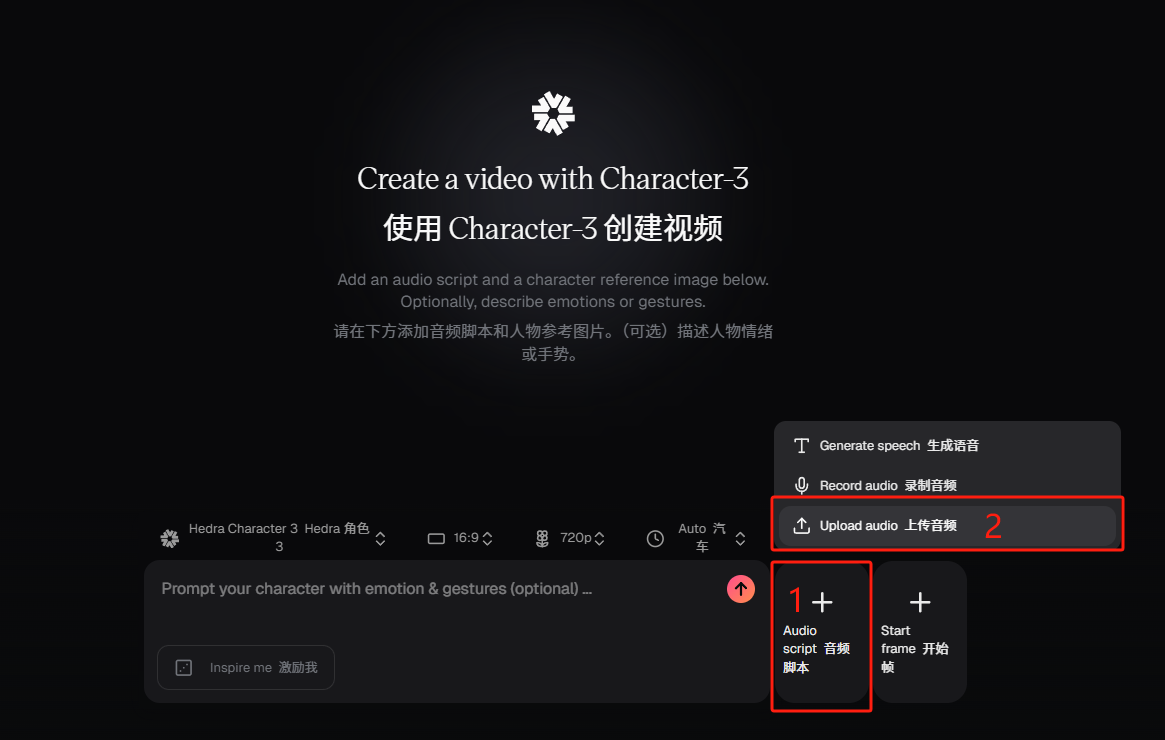 Create a video with Character-3
使用 Character-3 创建视频
Add an audio script and a character reference image below.
Optionally, describe emotions or gestures.
请在下方添加音频脚本和人物参考图片。（可选）描述人物情绪
或手势。
Generate speech 生成语音
Record audio 录制音频
Upload audio 上传音频 2
Hedra Character 3 Hedra 角色
3
16:9
720p
Auto 汽
车
Prompt your character with emotion & gestures (optional) ...
Inspire me 激励我
1
Audio
script 音频
脚本
Start
frame 开始
帧